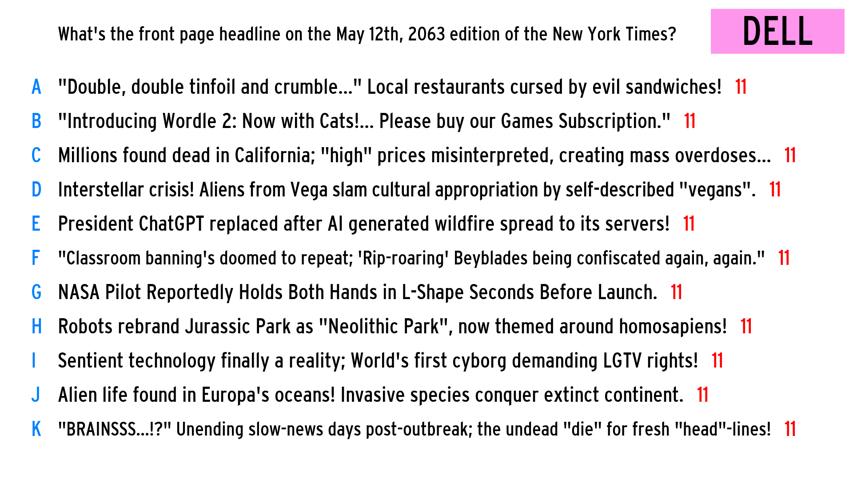 What's the front page headline on the May 12th, 2063 edition of the New York Times?
DELL
A "Double, double tinfoil and crumble..." Local restaurants cursed by evil sandwiches! 11
B "Introducing Wordle 2: Now with Cats!... Please buy our Games Subscription." 11
C Millions found dead in California; "high" prices misinterpreted, creating mass overdoses... 11
D Interstellar crisis! Aliens from Vega slam cultural appropriation by self-described "vegans". 11
E President ChatGPT replaced after AI generated wildfire spread to its servers! 11
F "Classroom banning's doomed to repeat; 'Rip-roaring' Beyblades being confiscated again, again." 11
G NASA Pilot Reportedly Holds Both Hands in L-Shape Seconds Before Launch. 11
H Robots rebrand Jurassic Park as "Neolithic Park", now themed around homosapiens! 11
I Sentient technology finally a reality; World's first cyborg demanding LGTV rights! 11
J Alien life found in Europa's oceans! Invasive species conquer extinct continent. 11
K "BRAINSSS...!?" Unending slow-news days post-outbreak; the undead "die" for fresh "head"-lines! 11